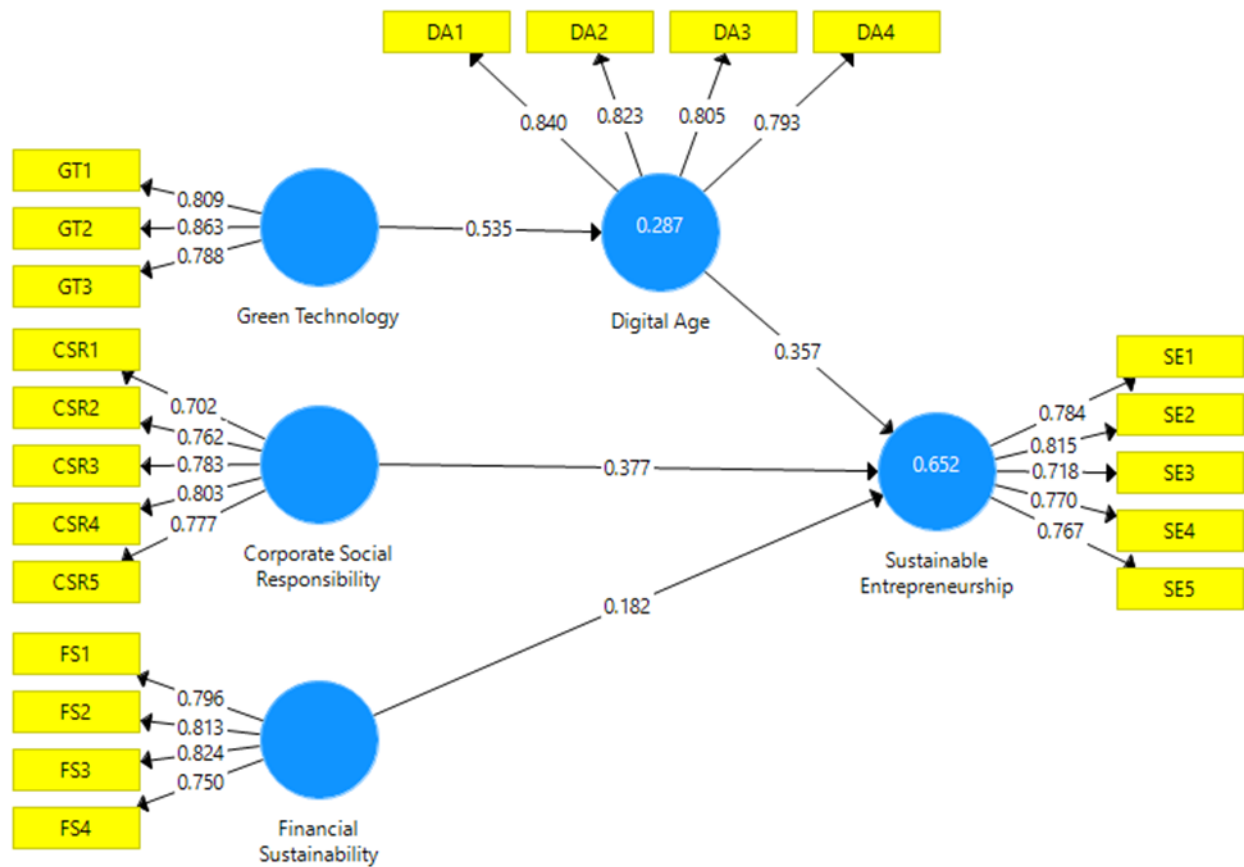 DA1
DA2
DA3
DA4
0.840
0.823
0.805
0.793
GT1
GT2
GT3
0.809
0.863
0.788
Green Technology
0.535
0.287
Digital Age
0.357
CSR1
CSR2
CSR3
CSR4
CSR5
0.702
0.762
0.783
0.803
0.777
Corporate Social
Responsibility
0.377
0.652
Sustainable
Entrepreneurship
0.784
0.815
0.718
0.770
0.767
SE1
SE2
SE3
SE4
SE5
0.182
FS1
FS2
FS3
FS4
0.796
0.813
0.824
0.750
Financial
Sustainability